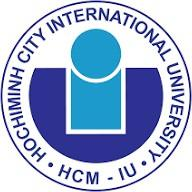 HOCHIMINH CITY INTERNATIONAL UNIVERSITY
• HCM - IU •